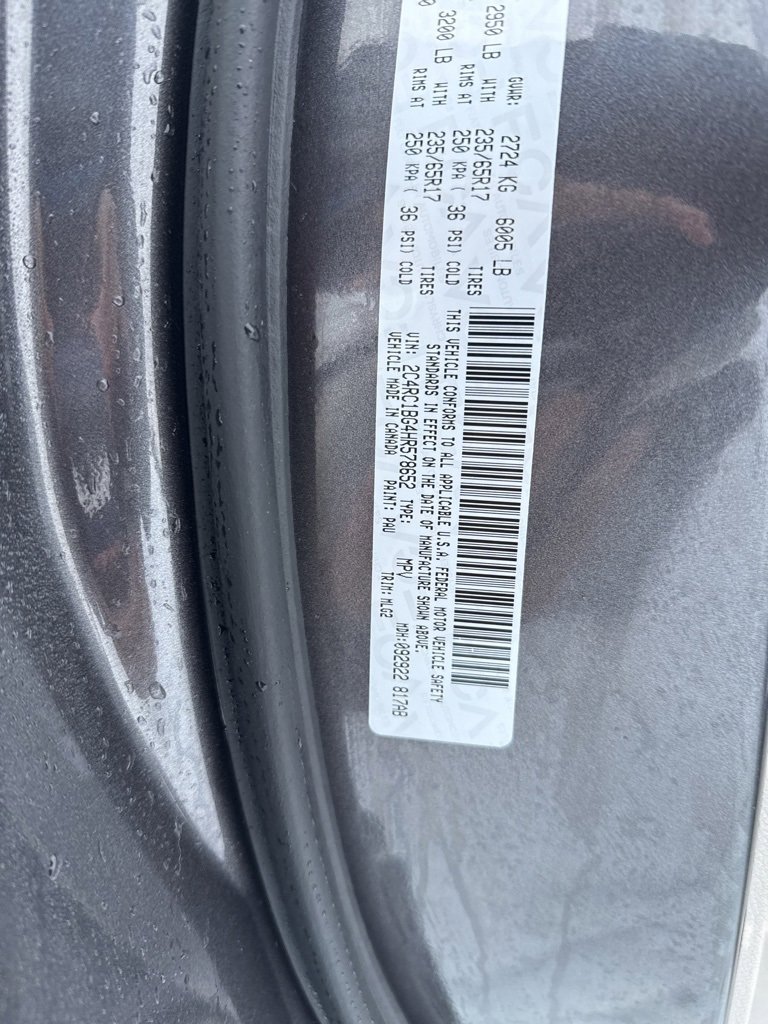 GVWR: 2724 KG 6005 LB
2950 LB WITH 235/65R17 TIRES
RIMS AT 250 KPA ( 36 PSI) COLD
3200 LB WITH 235/65R17 TIRES
RIMS AT 250 KPA ( 36 PSI) COLD
THIS VEHICLE CONFORMS TO ALL APPLICABLE U.S.A. FEDERAL MOTOR VEHICLE SAFETY
STANDARDS IN EFFECT ON THE DATE OF MANUFACTURE SHOWN ABOVE.
VIN: 2C4RC1BG4HR578652 TYPE: MPV MDH:092922 817AB
VEHICLE MADE IN CANADA PAINT: PAU TRIM: MLG2